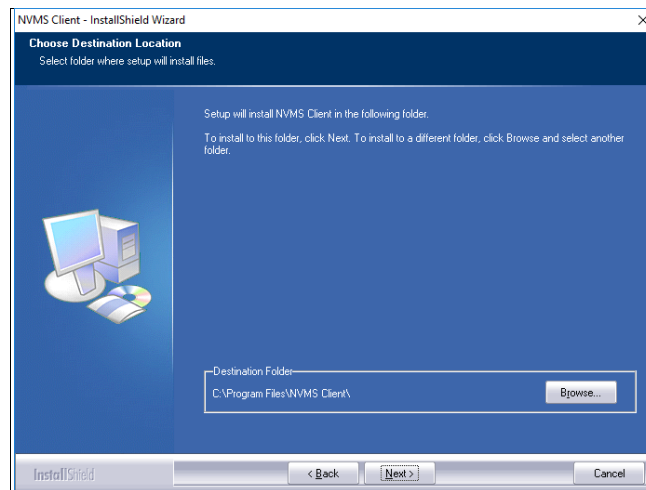 NVMS Client - InstallShield Wizard
Choose Destination Location
Select folder where setup will install files.
Setup will install NVMS Client in the following folder.
To install to this folder, click Next. To install to a different folder, click Browse and select another
folder.
Destination Folder
C:\Program Files\NVMS Client\
Browse...
InstallShield
< Back
Next >
Cancel